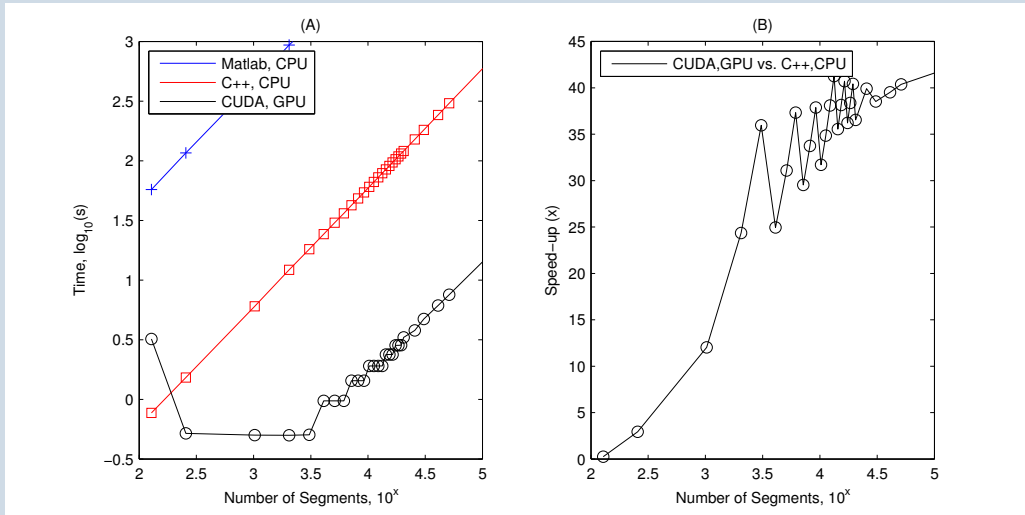 (A)
3
2.5
2
1.5
1
0.5
0
−0.5
Time, log10(s)
Matlab, CPU
C++, CPU
CUDA, GPU
2 2.5 3 3.5 4 4.5 5
Number of Segments, 10^x
(B)
45
40
35
30
25
20
15
10
5
0
Speed−up (x)
CUDA,GPU vs. C++,CPU
2 2.5 3 3.5 4 4.5 5
Number of Segments, 10^x